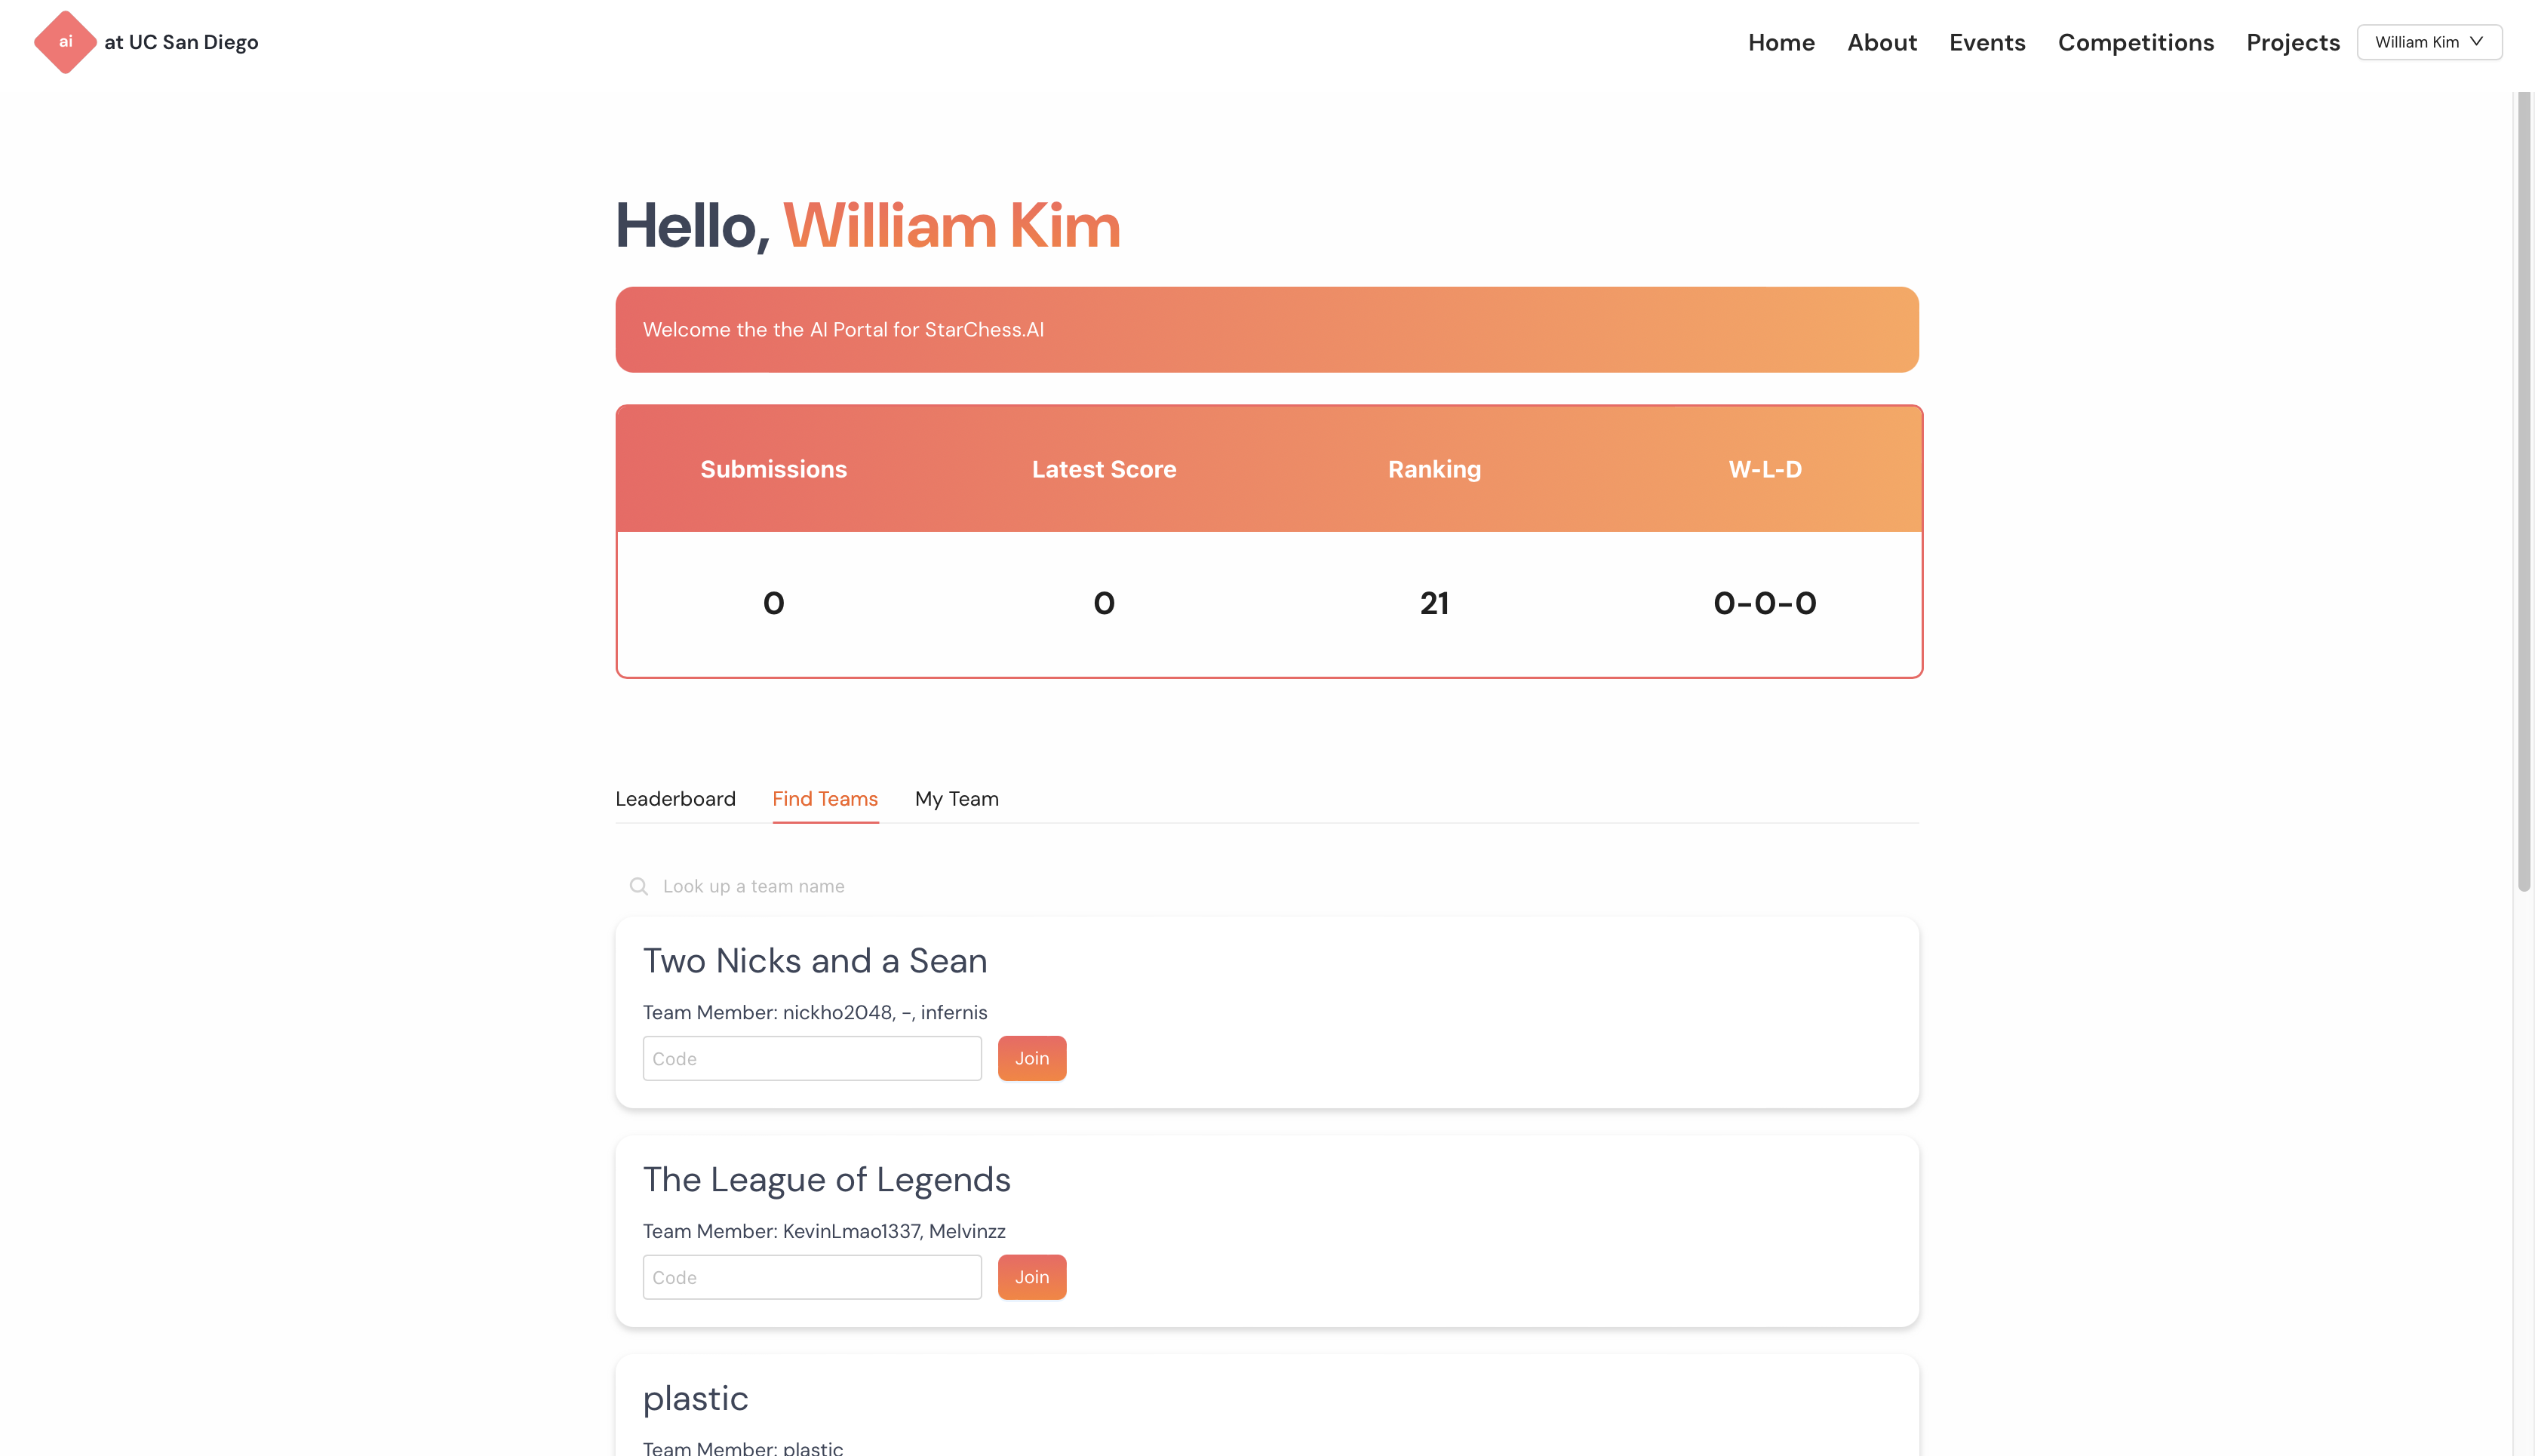 ai at UC San Diego Home About Events Competitions Projects William Kim
Hello, William Kim
Welcome the the AI Portal for StarChess.AI
Submissions Latest Score Ranking W-L-D
0 0 21 0-0-0
Leaderboard Find Teams My Team
Look up a team name
Two Nicks and a Sean
Team Member: nickho2048, -, infernis
Code Join
The League of Legends
Team Member: KevinLmao1337, Melvinzz
Code Join
plastic
Team Member: plastic